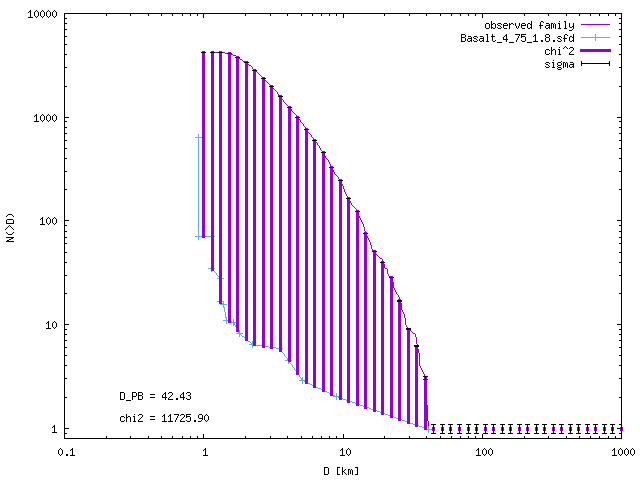 10000
1000
100
10
1
N(>D)
observed family
Basalt_4_75_1.8.sfd
chi^2
sigma
D_PB = 42.43
chi2 = 11725.90
0.1 1 10 100 1000
D [km]